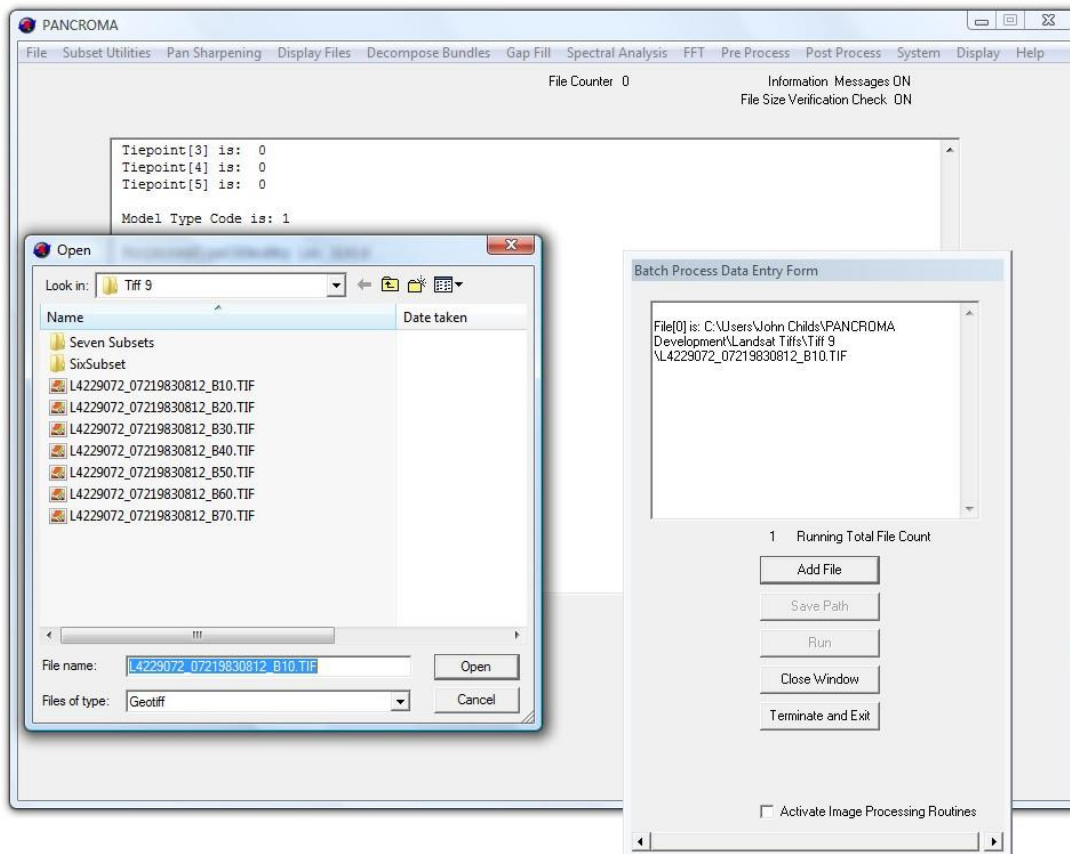 PANCROMA
File Subset Utilities Pan Sharpening Display Files Decompose Bundles Gap Fill Spectral Analysis FFT Pre Process Post Process System Display Help
File Counter 0
Information Messages ON
File Size Verification Check ON
Tiepoint[3] is: 0
Tiepoint[4] is: 0
Tiepoint[5] is: 0
Model Type Code is: 1
Open
Look in: Tiff 9
Name Date taken
Seven Subsets
SixSubset
L4229072_07219830812_B10.TIF
L4229072_07219830812_B20.TIF
L4229072_07219830812_B30.TIF
L4229072_07219830812_B40.TIF
L4229072_07219830812_B50.TIF
L4229072_07219830812_B60.TIF
L4229072_07219830812_B70.TIF
File name: L4229072_07219830812_B10.TIF Open
Files of type: Geotiff Cancel
Batch Process Data Entry Form
File[0] is: C:\Users\John Childs\PANCROMA
Development\Landsat Tiffs\Tiff 9
\L4229072_07219830812_B10.TIF
1 Running Total File Count
Add File
Save Path
Run
Close Window
Terminate and Exit
Activate Image Processing Routines